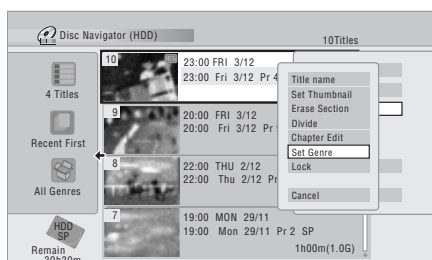 Disc Navigator (HDD)
10Titles
4 Titles
Recent First
All Genres
HDD
SP
Remain
30h30m
10
23:00 FRI 3/12
23:00 Fri 3/12 Pr 4
9
20:00 FRI 3/12
20:00 Fri 3/12 Pr
8
22:00 THU 2/12
22:00 Thu 2/12 Pr
7
19:00 MON 29/11
19:00 Mon 29/11 Pr 2 SP
1h00m(1.0G)
Title name
Set Thumbnail
Erase Section
Divide
Chapter Edit
Set Genre
Lock
Cancel